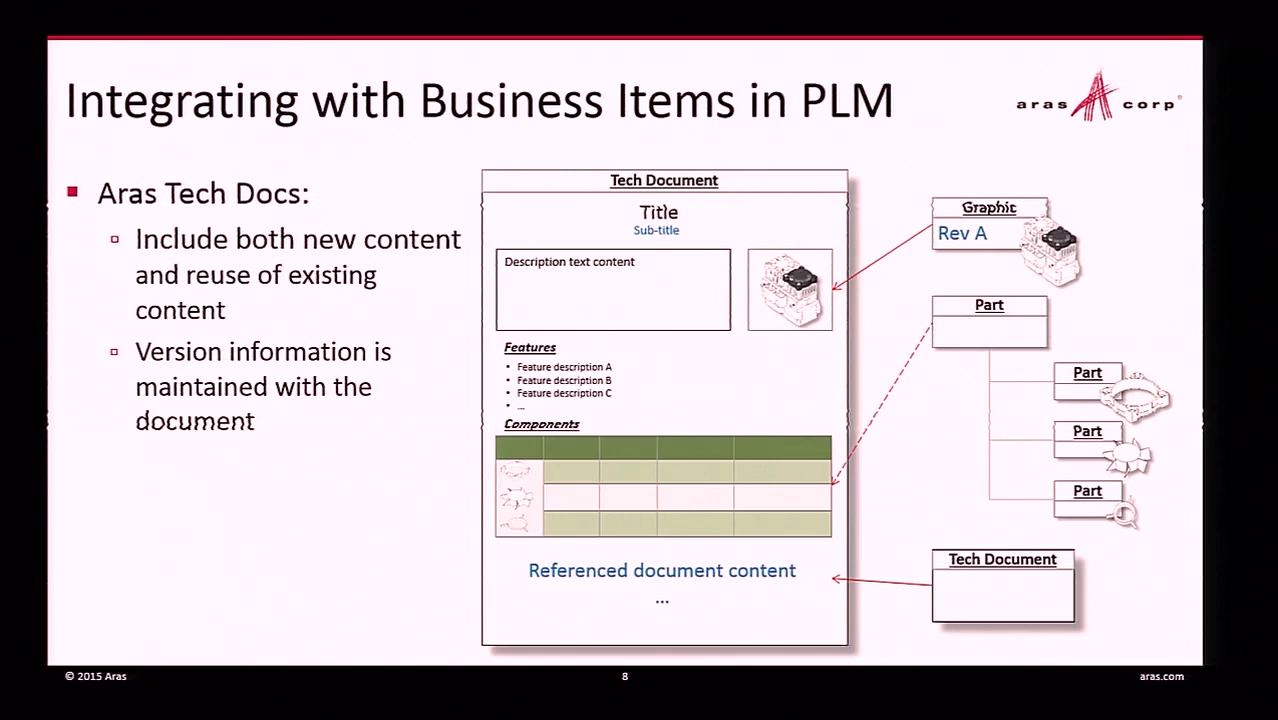 Integrating with Business Items in PLM
aras corp
Aras Tech Docs:
Include both new content
and reuse of existing
content
Version information is
maintained with the
document
Tech Document
Title
Sub-title
Description text content
Features
• Feature description A
• Feature description B
• Feature description C
• ...
Components
Referenced document content
...
Graphic
Rev A
Part
Part
Part
Part
Tech Document
© 2015 Aras
8
aras.com